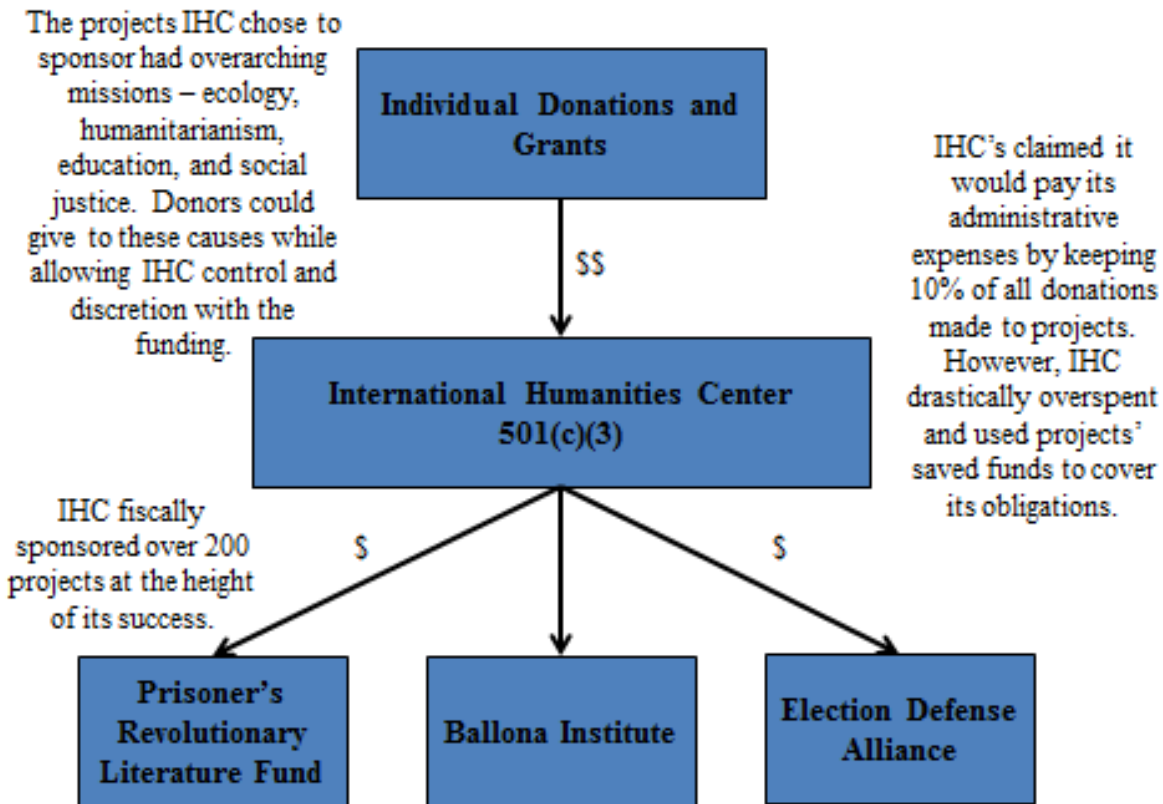 The projects IHC chose to
sponsor had overarching
missions – ecology,
humanitarianism,
education, and social
justice. Donors could
give to these causes while
allowing IHC control and
discretion with the
funding.
Individual Donations and
Grants
$$
IHC's claimed it
would pay its
administrative
expenses by keeping
10% of all donations
made to projects.
However, IHC
drastically overspent
and used projects'
saved funds to cover
its obligations.
International Humanities Center
501(c)(3)
IHC fiscally
sponsored over 200
projects at the height
of its success.
$
$
Prisoner's
Revolutionary
Literature Fund
Ballona Institute
Election Defense
Alliance